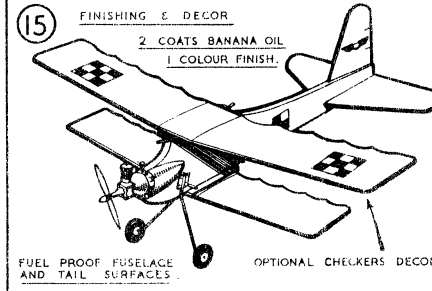 15
FINISHING & DECOR
2 COATS BANANA OIL
1 COLOUR FINISH.
FUEL PROOF FUSELAGE
AND TAIL SURFACES.
OPTIONAL CHECKERS DECOR